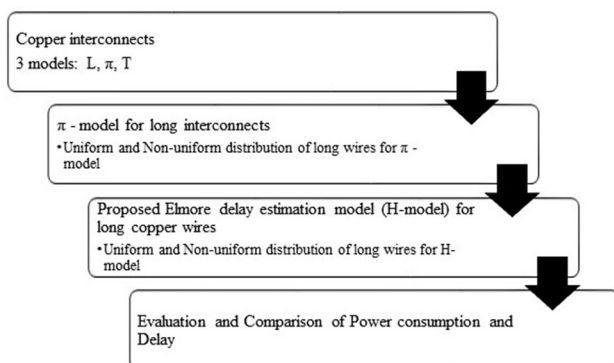 Copper interconnects
3 models: L, π, T
π - model for long interconnects
•Uniform and Non-uniform distribution of long wires for π -
model
Proposed Elmore delay estimation model (H-model) for
long copper wires
•Uniform and Non-uniform distribution of long wires for H-
model
Evaluation and Comparison of Power consumption and
Delay